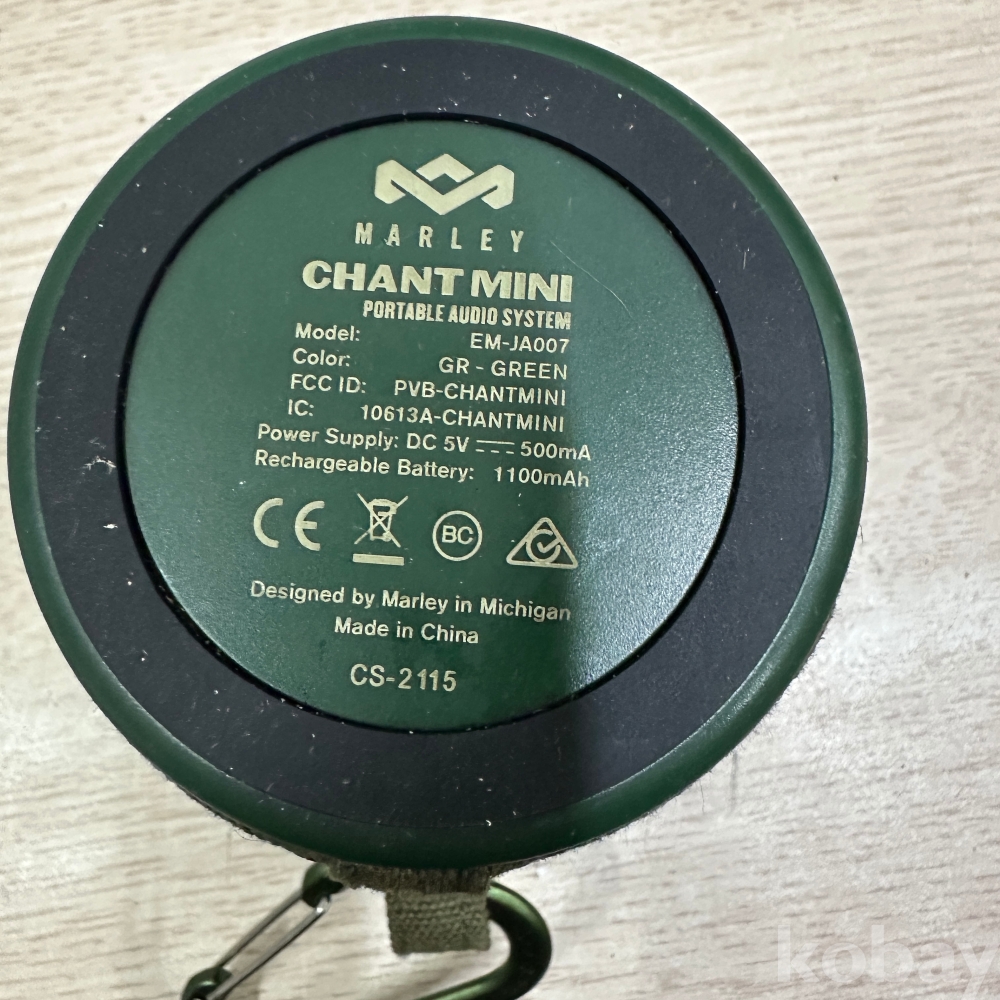 MARLEY
CHANT MINI
PORTABLE AUDIO SYSTEM
Model: EM-JA007
Color: GR - GREEN
FCC ID: PVB-CHANTMINI
IC: 10613A-CHANTMINI
Power Supply: DC 5V ⎓ 500mA
Rechargeable Battery: 1100mAh
CE BC
Designed by Marley in Michigan
Made in China
CS-2115
kobay